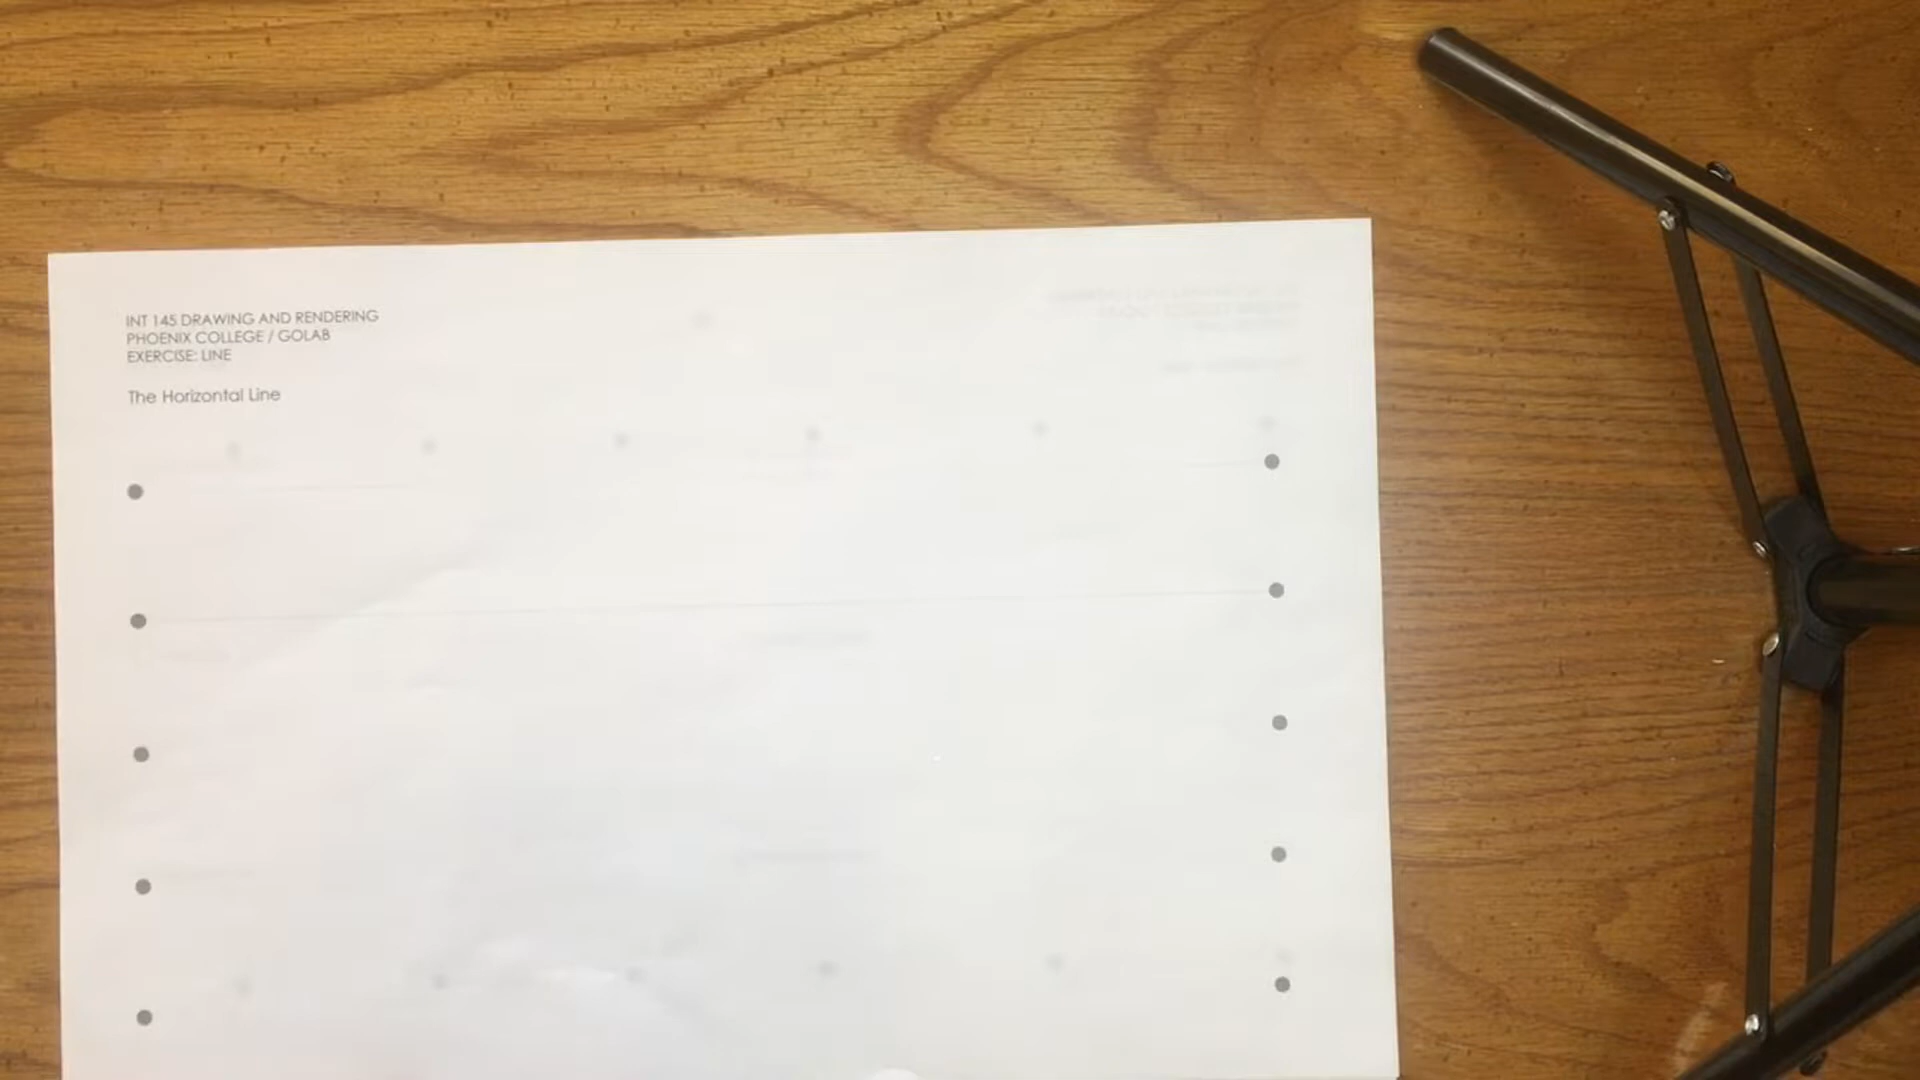 INT 145 DRAWING AND RENDERING
PHOENIX COLLEGE / GOLAB
EXERCISE: LINE
The Horizontal Line